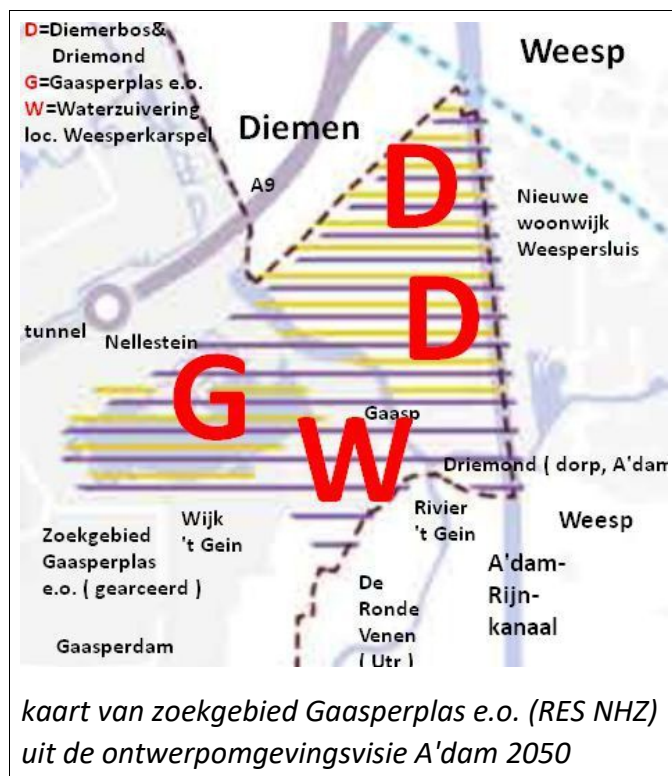 D=Diemerbos&
Driemond
G=Gaasperplas e.o.
W=Waterzuivering
loc. Weesperkarspel
Weesp
Diemen
A9
D
Nieuwe
woonwijk
Weespersluis
D
tunnel
Nellestein
G
Gaasp
W
Driemond ( dorp, A'dam
Zoekgebied
Gaasperplas
e.o. ( gearceerd )
Wijk
't Gein
Rivier
't Gein
Weesp
A'dam-
Rijn-
kanaal
De
Ronde
Venen
( Utr )
Gaasperdam
kaart van zoekgebied Gaasperplas e.o. (RES NHZ)
uit de ontwerpomgevingsvisie A'dam 2050